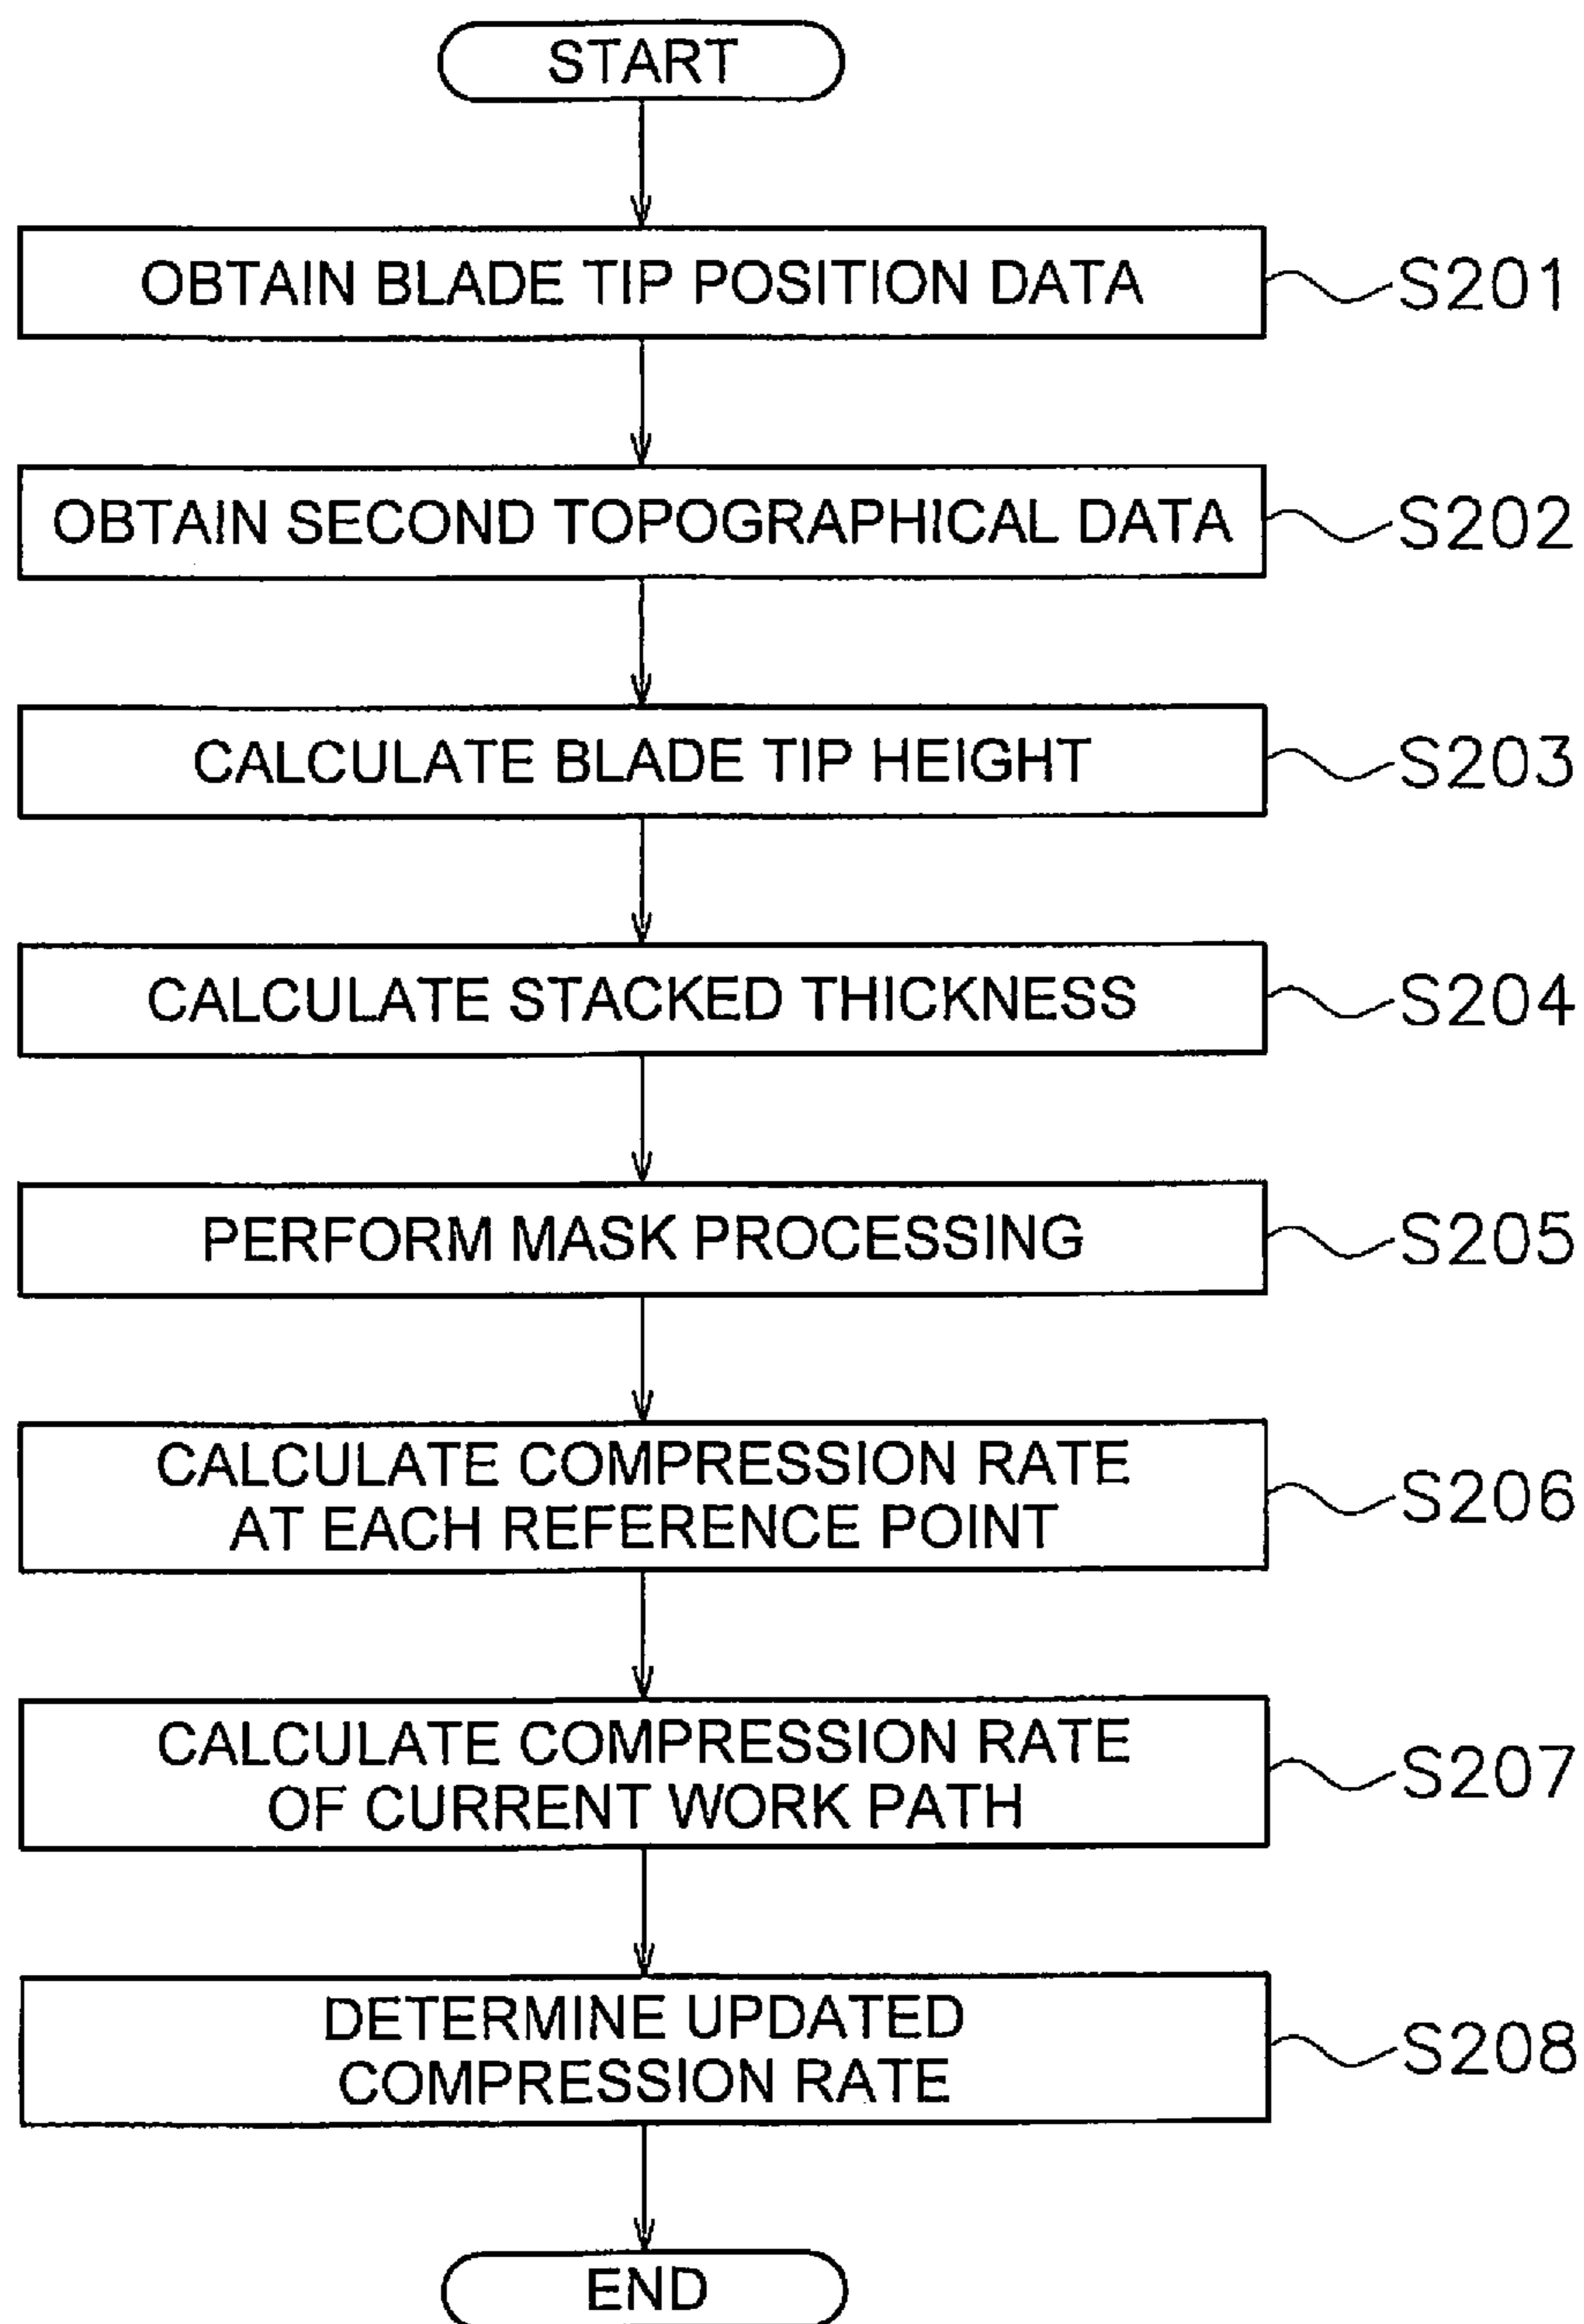 START
OBTAIN BLADE TIP POSITION DATA
S201
OBTAIN SECOND TOPOGRAPHICAL DATA
S202
CALCULATE BLADE TIP HEIGHT
S203
CALCULATE STACKED THICKNESS
S204
PERFORM MASK PROCESSING
S205
CALCULATE COMPRESSION RATE
AT EACH REFERENCE POINT
S206
CALCULATE COMPRESSION RATE
OF CURRENT WORK PATH
S207
DETERMINE UPDATED
COMPRESSION RATE
S208
END